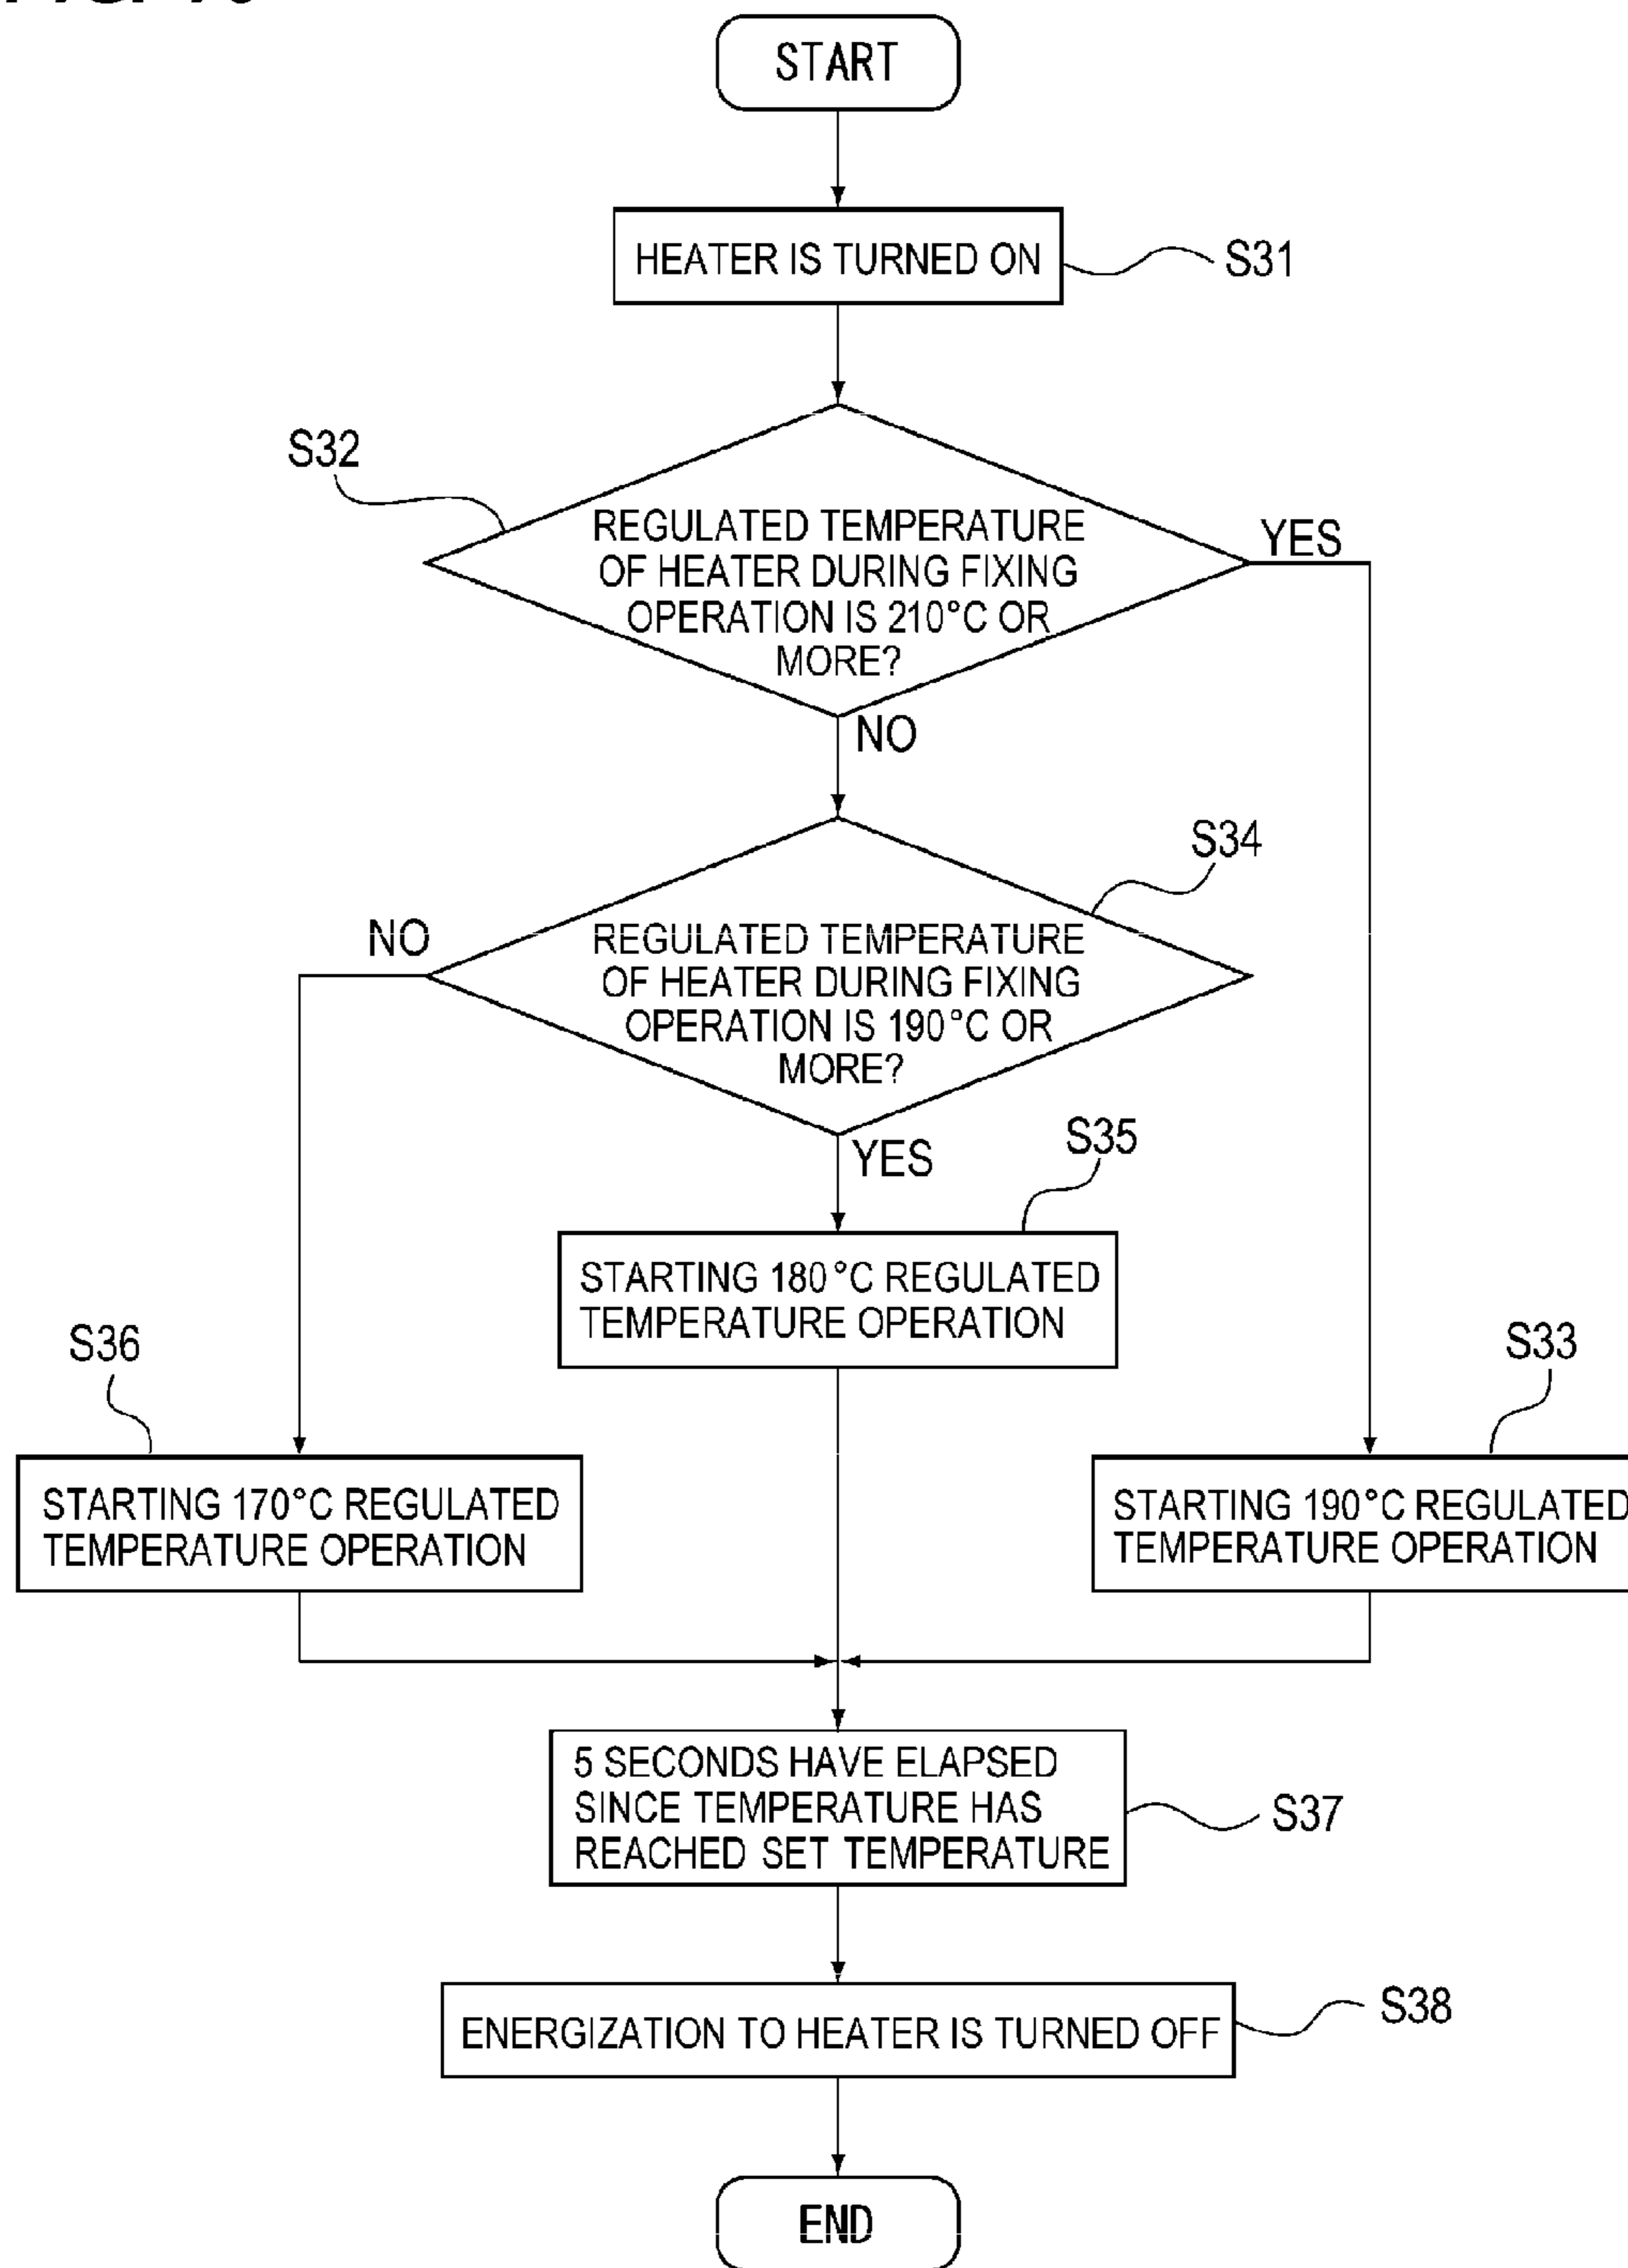 START
HEATER IS TURNED ON
S31
S32
REGULATED TEMPERATURE
OF HEATER DURING FIXING
OPERATION IS 210°C OR
MORE?
YES
NO
S34
NO
REGULATED TEMPERATURE
OF HEATER DURING FIXING
OPERATION IS 190°C OR
MORE?
YES
S35
STARTING 180°C REGULATED
TEMPERATURE OPERATION
S36
S33
STARTING 170°C REGULATED
TEMPERATURE OPERATION
STARTING 190°C REGULATED
TEMPERATURE OPERATION
5 SECONDS HAVE ELAPSED
SINCE TEMPERATURE HAS
REACHED SET TEMPERATURE
S37
ENERGIZATION TO HEATER IS TURNED OFF
S38
END